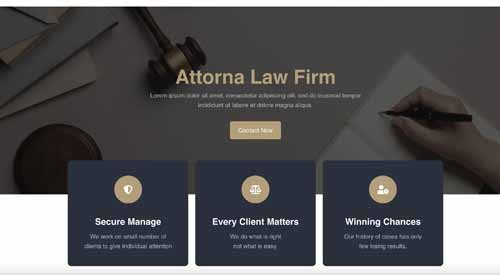 Attorna Law Firm
Lorem ipsum dolor sit amet, consectetur adipiscing elit, sed do eiusmod tempor
incididunt ut labore et dolore magna aliqua
Contact Now
Secure Manage
We work on small number of
clients to give individual attention
Every Client Matters
We do what is right
not what is easy
Winning Chances
Our history of cases has only
few losing results.